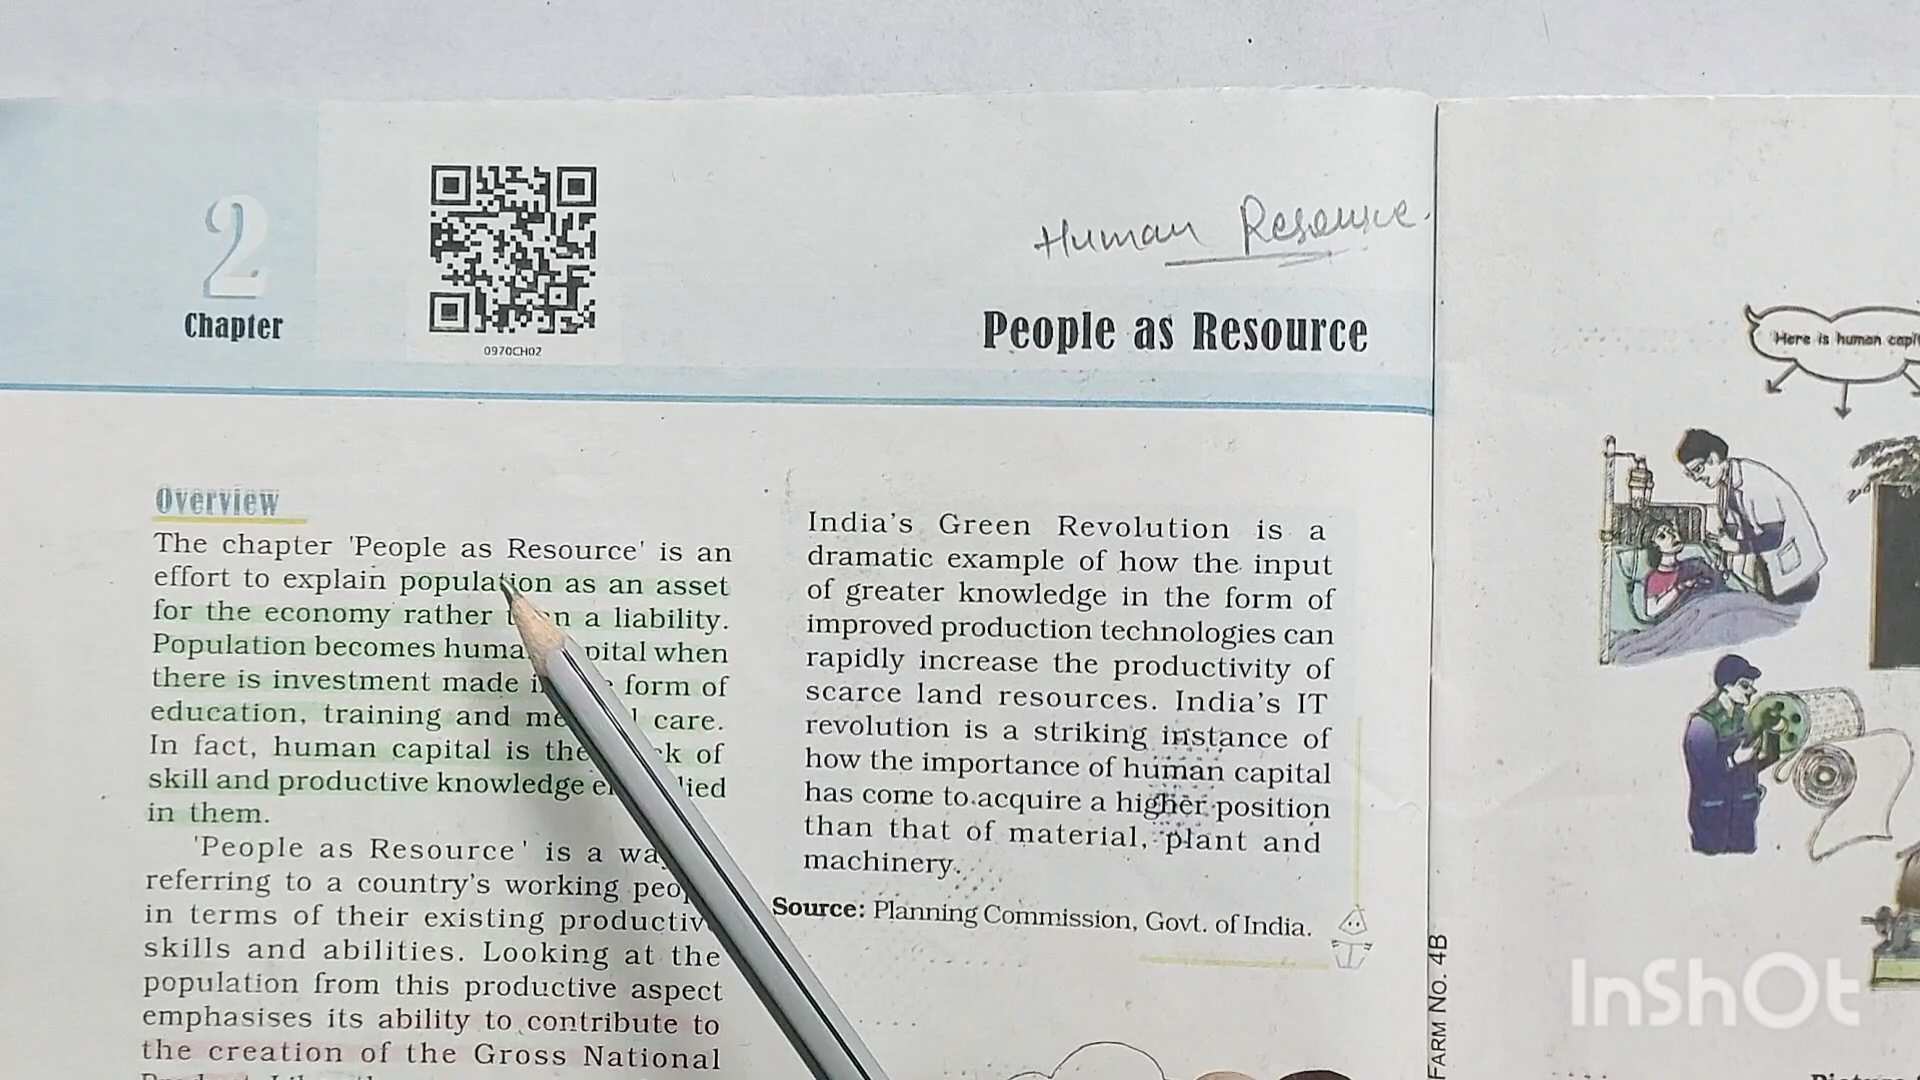 2
Chapter
0970CH02
Human Resource.
People as Resource
Overview
The chapter 'People as Resource' is an
effort to explain population as an asset
for the economy rather a liability.
Population becomes when
there is investment made form of
education, training and care.
In fact, human capital is the of
skill and productive knowledge
in them.
'People as Resource' is a
referring to a country's working
in terms of their existing
skills and abilities. Looking at the
population from this productive aspect
emphasises its ability to contribute to
the creation of the Gross National
India's Green Revolution is a
dramatic example of how the input
of greater knowledge in the form of
improved production technologies can
rapidly increase the productivity of
scarce land resources. India's IT
revolution is a striking instance of
how the importance of human capital
has come to acquire a higher position
than that of material, plant and
machinery.
Source: Planning Commission, Govt. of India.
FARM NO. 4B
Here is human
InShOt